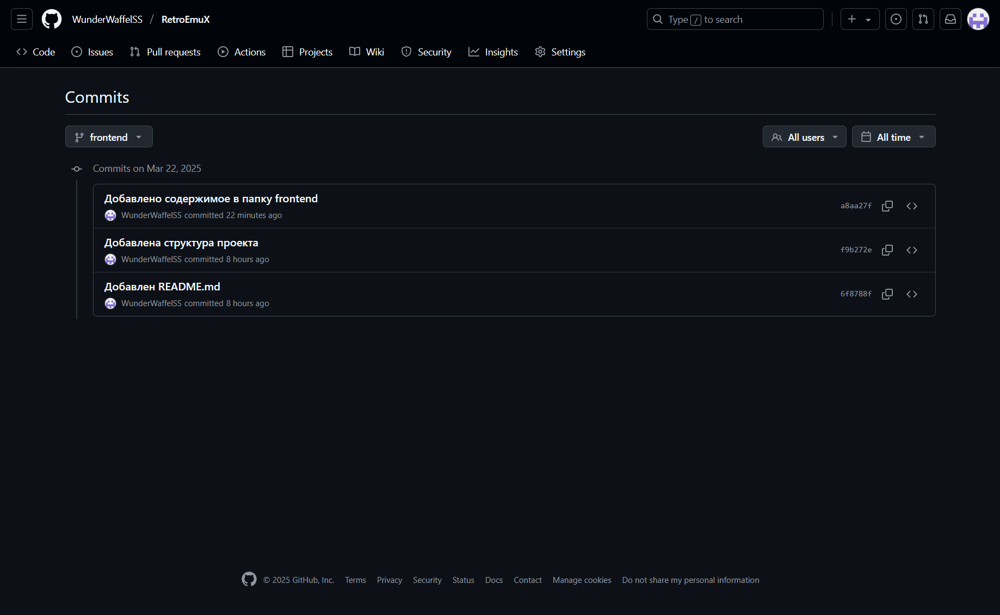 WunderWaffelSS / RetroEmuX
Type / to search
Code Issues Pull requests Actions Projects Wiki Security Insights Settings
Commits
frontend All users All time
Commits on Mar 22, 2025
Добавлено содержимое в папку frontend
WunderWaffelSS committed 22 minutes ago
a8aa27f
Добавлена структура проекта
WunderWaffelSS committed 8 hours ago
f9b272e
Добавлен README.md
WunderWaffelSS committed 8 hours ago
6f8788f
© 2025 GitHub, Inc. Terms Privacy Security Status Docs Contact Manage cookies Do not share my personal information